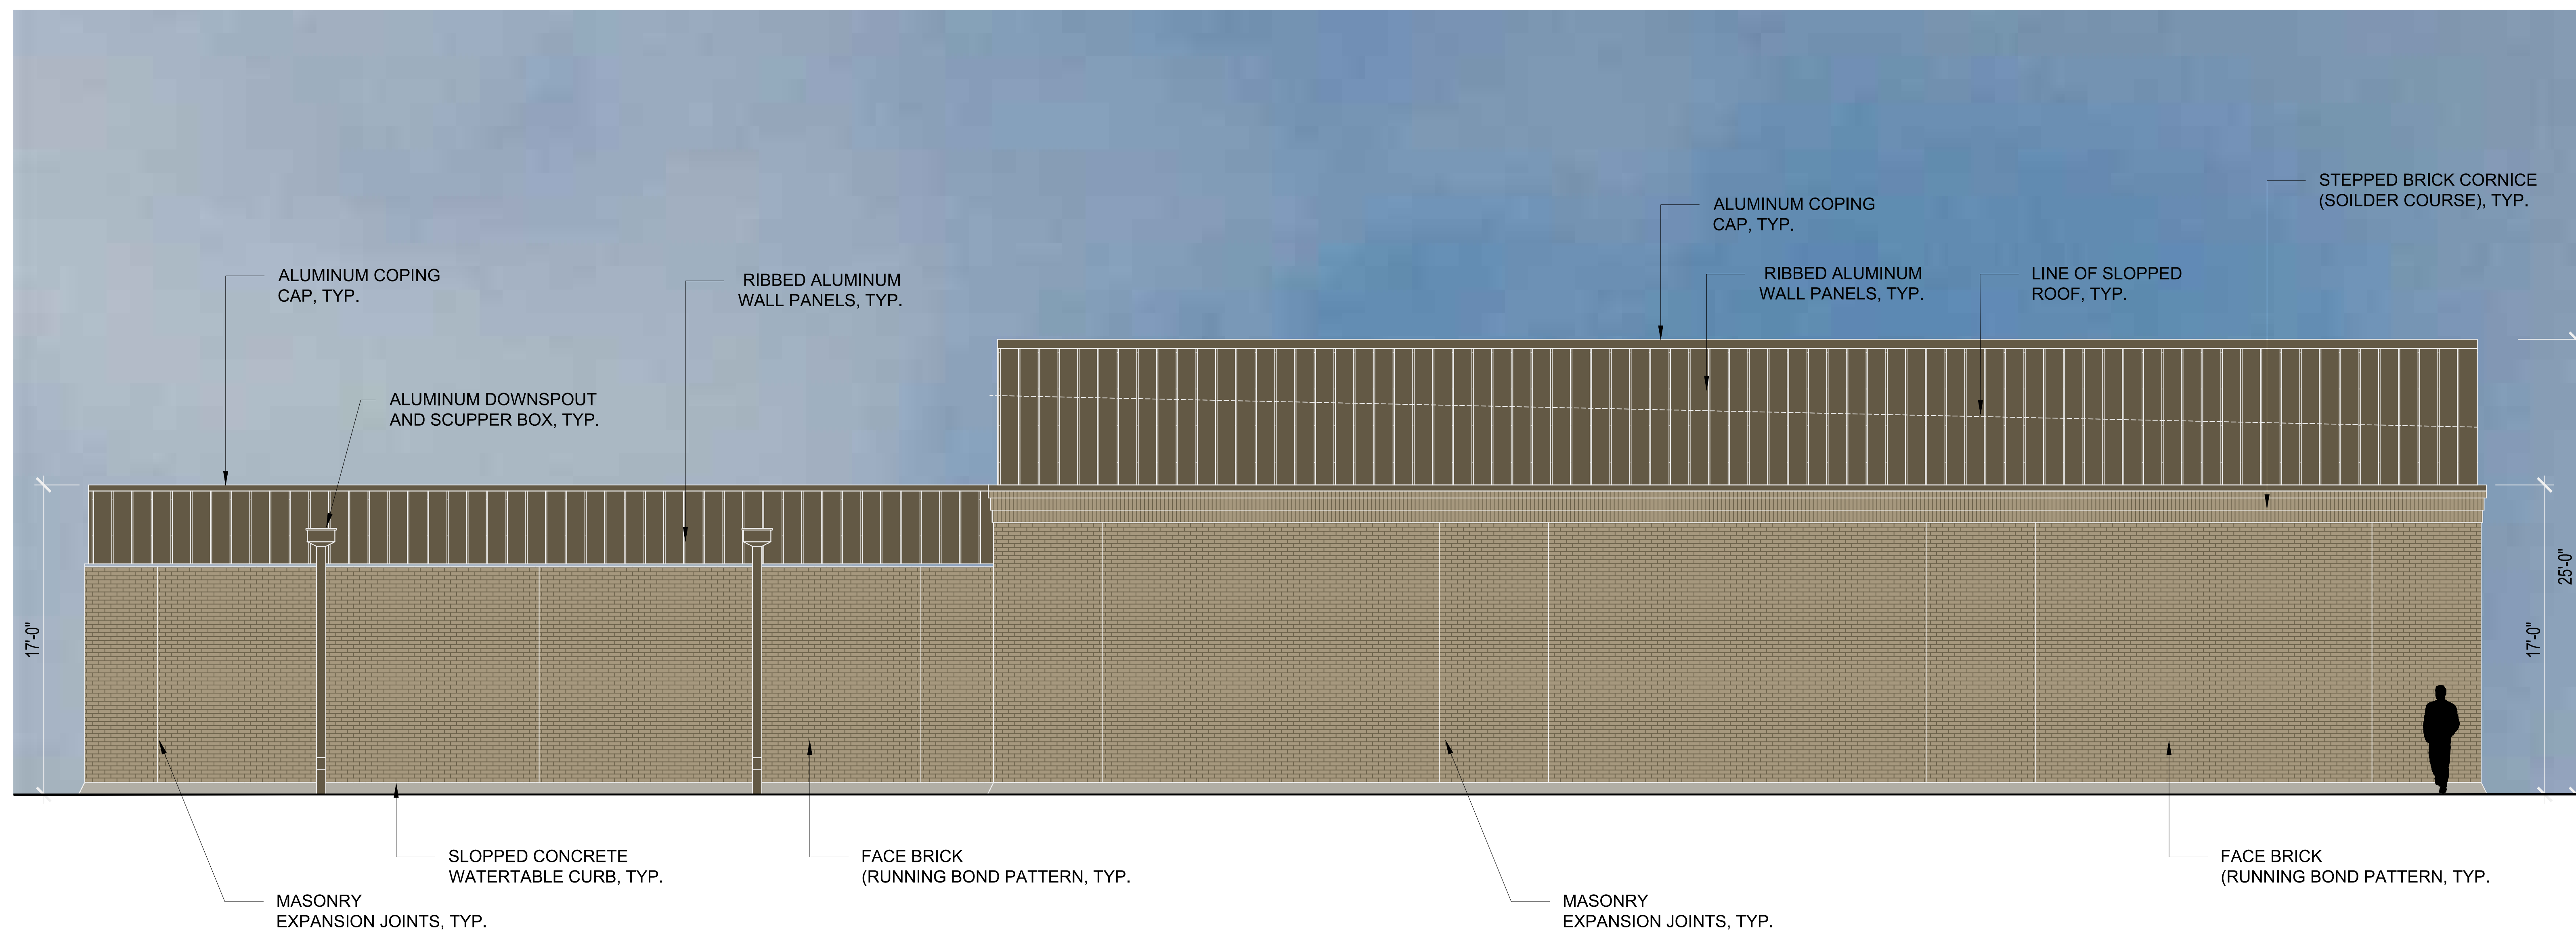 STEPPED BRICK CORNICE
(SOILDER COURSE), TYP.
ALUMINUM COPING
CAP, TYP.
ALUMINUM COPING
CAP, TYP.
RIBBED ALUMINUM
WALL PANELS, TYP.
RIBBED ALUMINUM
WALL PANELS, TYP.
LINE OF SLOPPED
ROOF, TYP.
ALUMINUM DOWNSPOUT
AND SCUPPER BOX, TYP.
17'-0"
17'-0"
25'-0"
SLOPPED CONCRETE
WATERTABLE CURB, TYP.
FACE BRICK
(RUNNING BOND PATTERN, TYP.
FACE BRICK
(RUNNING BOND PATTERN, TYP.
MASONRY
EXPANSION JOINTS, TYP.
MASONRY
EXPANSION JOINTS, TYP.